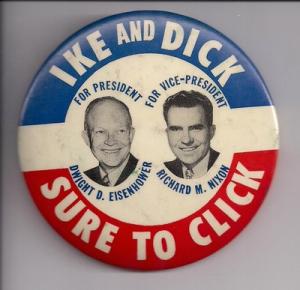 IKE AND DICK
FOR PRESIDENT
FOR VICE-PRESIDENT
DWIGHT D. EISENHOWER
RICHARD M. NIXON
SURE TO CLICK